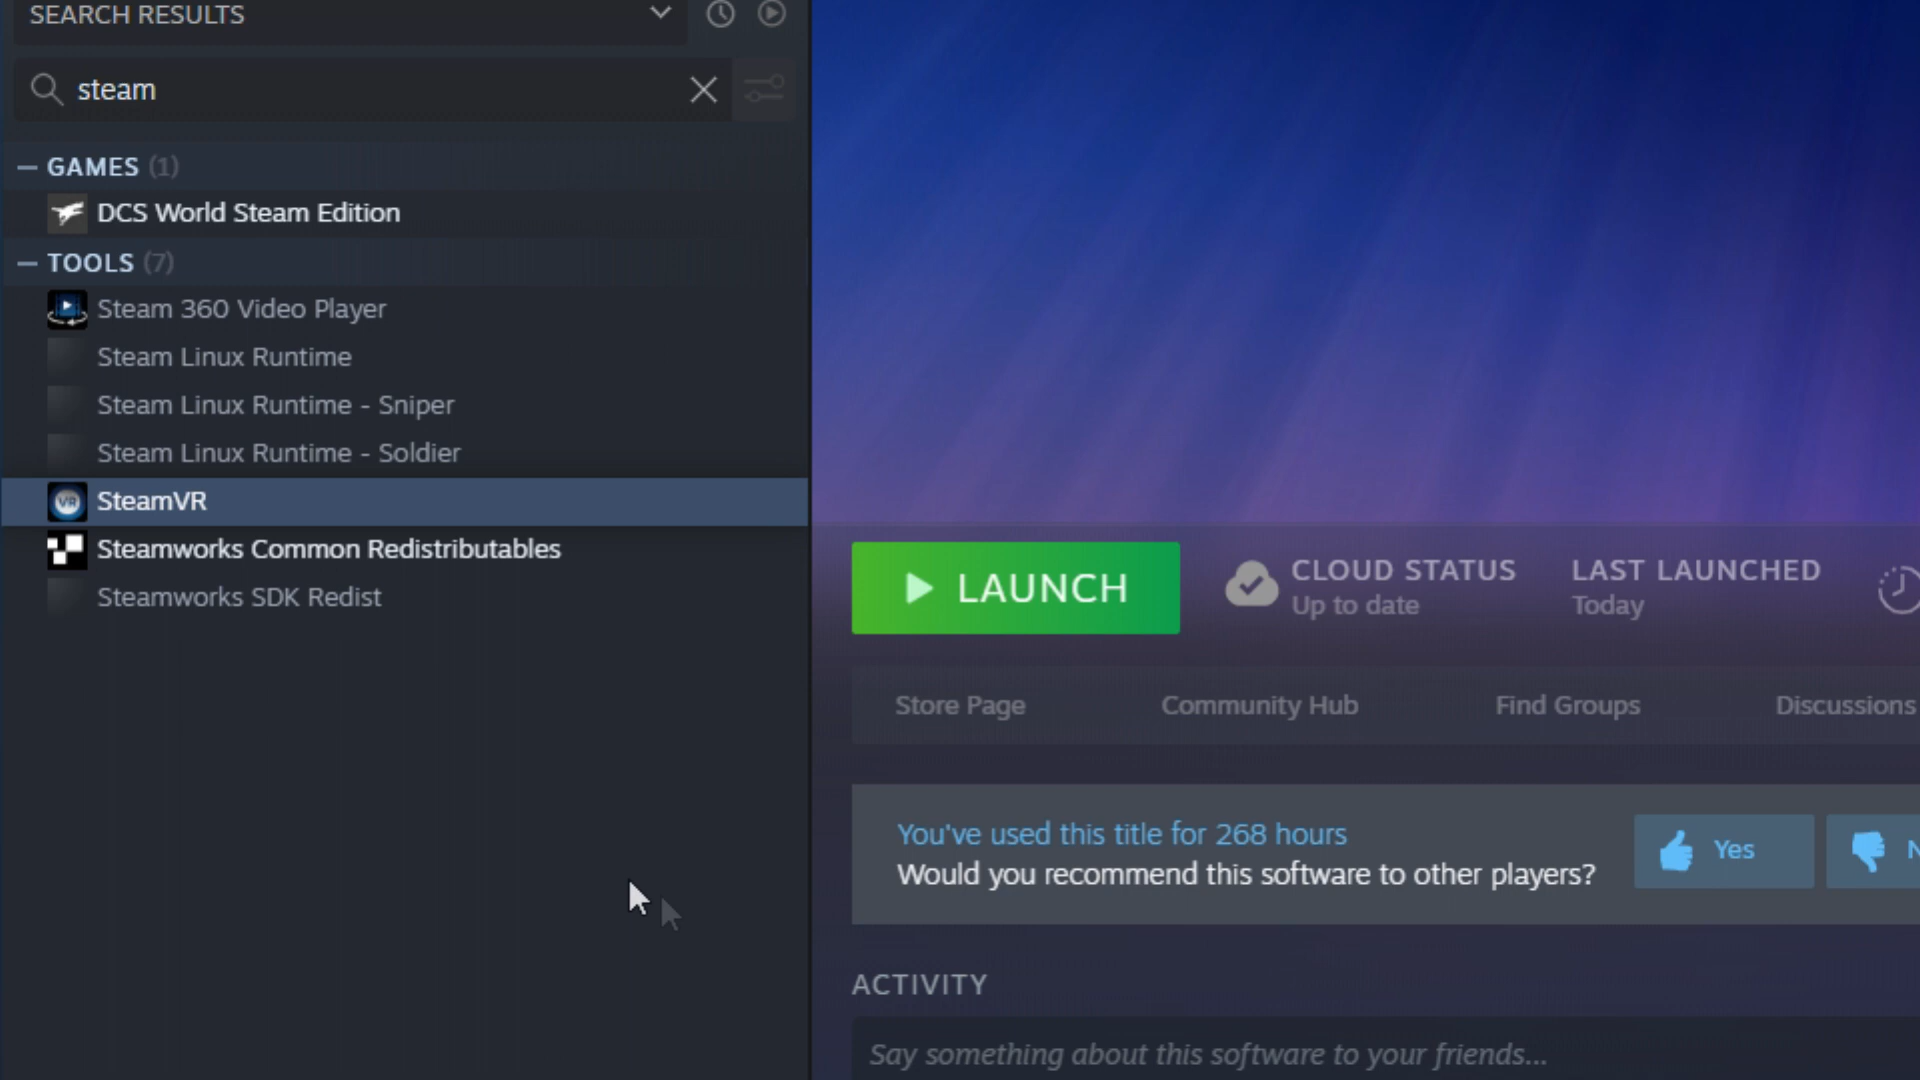 SEARCH RESULTS
steam
GAMES (1)
DCS World Steam Edition
TOOLS (7)
Steam 360 Video Player
Steam Linux Runtime
Steam Linux Runtime - Sniper
Steam Linux Runtime - Soldier
VR SteamVR
Steamworks Common Redistributables
Steamworks SDK Redist
LAUNCH
CLOUD STATUS
Up to date
LAST LAUNCHED
Today
Store Page
Community Hub
Find Groups
Discussions
You've used this title for 268 hours
Would you recommend this software to other players?
Yes
N
ACTIVITY
Say something about this software to your friends...